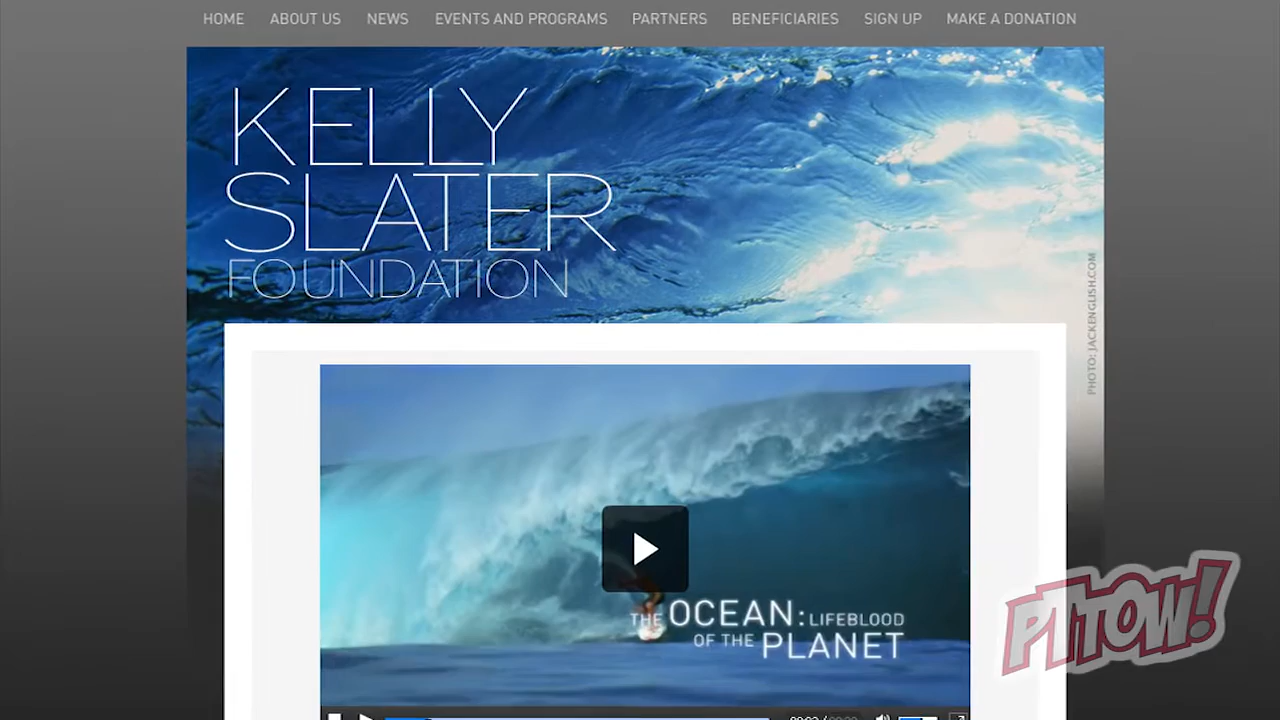 HOME ABOUT US NEWS EVENTS AND PROGRAMS PARTNERS BENEFICIARIES SIGN UP MAKE A DONATION
KELLY
SLATER
FOUNDATION
PHOTO: JACKENGLISH.COM
THE OCEAN: LIFEBLOOD
OF THE PLANET
PTTOW!